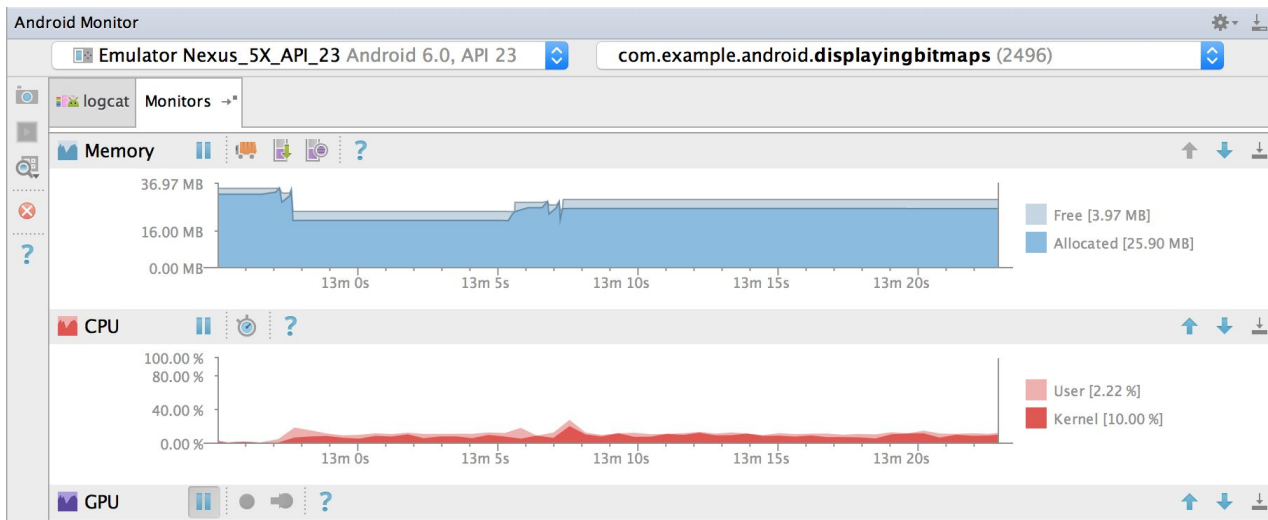 Android Monitor
Emulator Nexus_5X_API_23 Android 6.0, API 23 com.example.android.displayingbitmaps (2496)
logcat Monitors
Memory ?
36.97 MB
16.00 MB
0.00 MB
13m 0s 13m 5s 13m 10s 13m 15s 13m 20s
Free [3.97 MB]
Allocated [25.90 MB]
?
CPU ?
100.00 %
80.00 %
40.00 %
0.00 %
13m 0s 13m 5s 13m 10s 13m 15s 13m 20s
User [2.22 %]
Kernel [10.00 %]
GPU ?